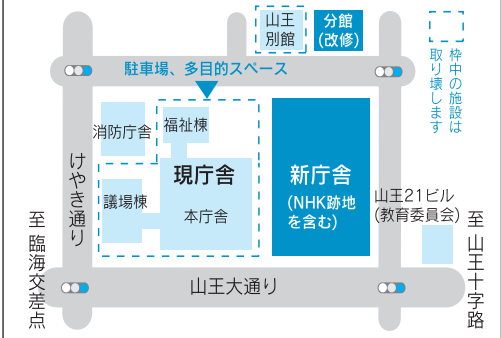 山王
別館
分館
(改修)
枠中の施設は
取り壊します
駐車場、多目的スペース
消防庁舎
福祉棟
現庁舎
議場棟
本庁舎
新庁舎
(NHK跡地
を含む)
けやき通り
山王21ビル
(教育委員会)
至 臨海交差点
至 山王十字路
山王大通り